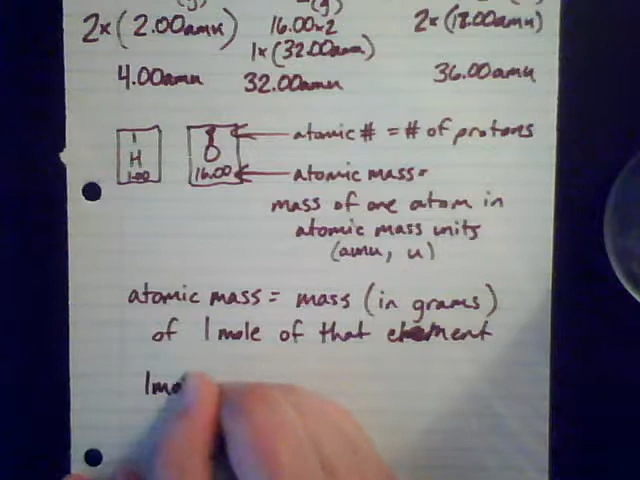 (g) (g)
2x(2.00amu) 16.00x2 2x(18.00amu)
1x(32.00amu)
4.00amu 32.00amu 36.00amu
1 8 atomic # = # of protons
H O
1.00 16.00 atomic mass=
mass of one atom in
atomic mass units
(amu, u)
atomic mass = mass (in grams)
of 1 mole of that element
1mo